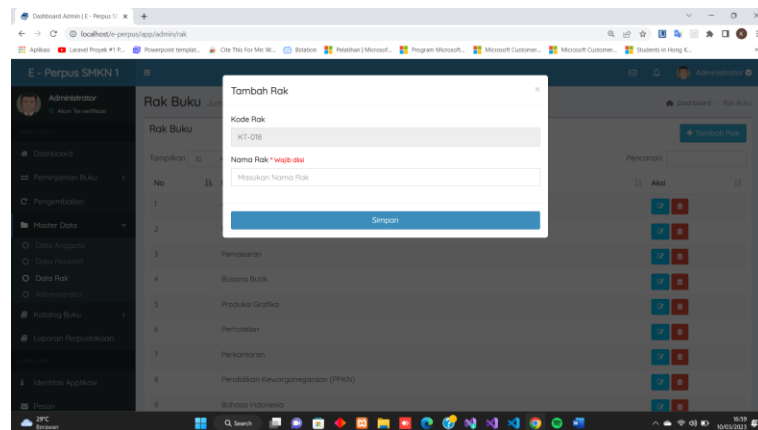 Dashboard Admin | E - Perpus S
localhost/e-perpus/app/admin/rak
Aplikasi
Laravel Proyek #1 P...
Powerpoint templat...
Cite This For Me: W...
Bstation
Pelatihan | Microsof...
Program Microsoft...
Microsoft Customer...
Microsoft Customer...
Students in Hong K...
E - Perpus SMKN 1
Administrator
Administrator
Akun Terverifikasi
Rak Buku
Dashboard
Rak Buku
Rak Buku
Tambah Rak
Tampilkan
10
Pencarian:
No
Aksi
Tambah Rak
×
Kode Rak
KT-018
Nama Rak * Wajib diisi
Masukan Nama Rak
Simpan
1
2
3 Pemasaran
4 Busana Butik
5 Produksi Grafika
6 Perhotelan
7 Perkantoran
8 Pendidikan Kewarganegaraan (PPKN)
9 Bahasa Indonesia
Dashboard
Peminjaman Buku
Pengembalian
Master Data
Data Anggota
Data Penerbit
Data Rak
Administrator
Katalog Buku
Laporan Perpustakaan
Identitas Applikasi
Pesan
29°C
Berawan
Search
16:59
10/03/2023